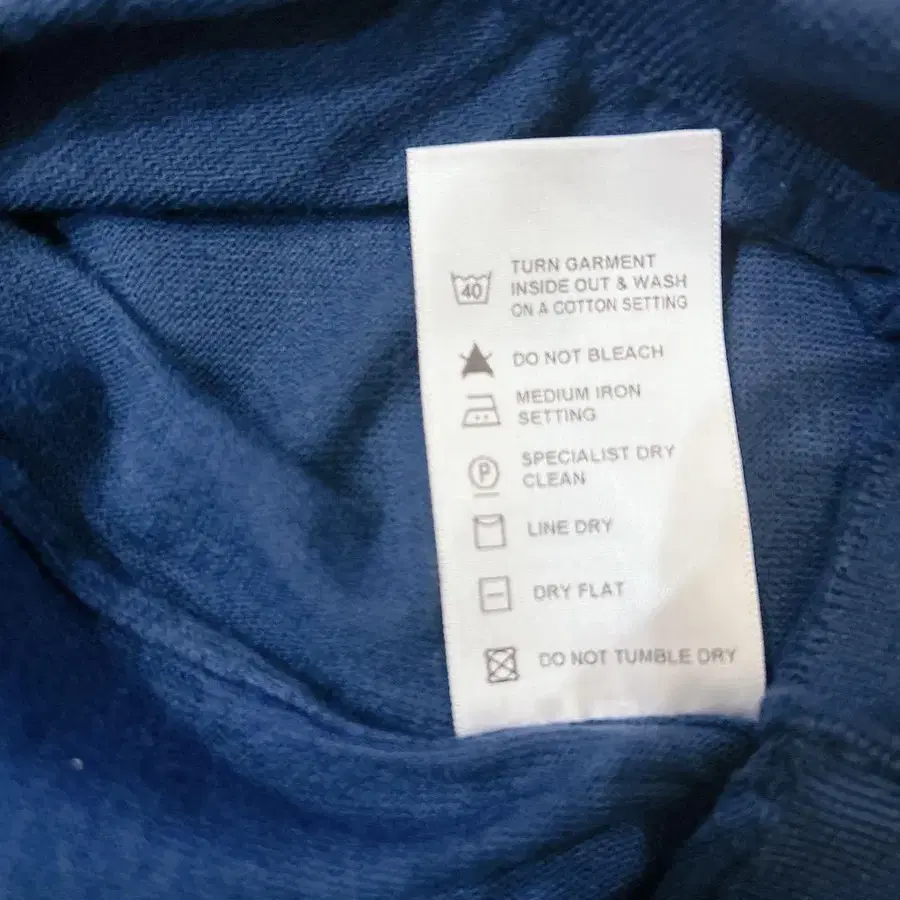 40
TURN GARMENT
INSIDE OUT & WASH
ON A COTTON SETTING
DO NOT BLEACH
MEDIUM IRON
SETTING
P
SPECIALIST DRY
CLEAN
LINE DRY
DRY FLAT
DO NOT TUMBLE DRY